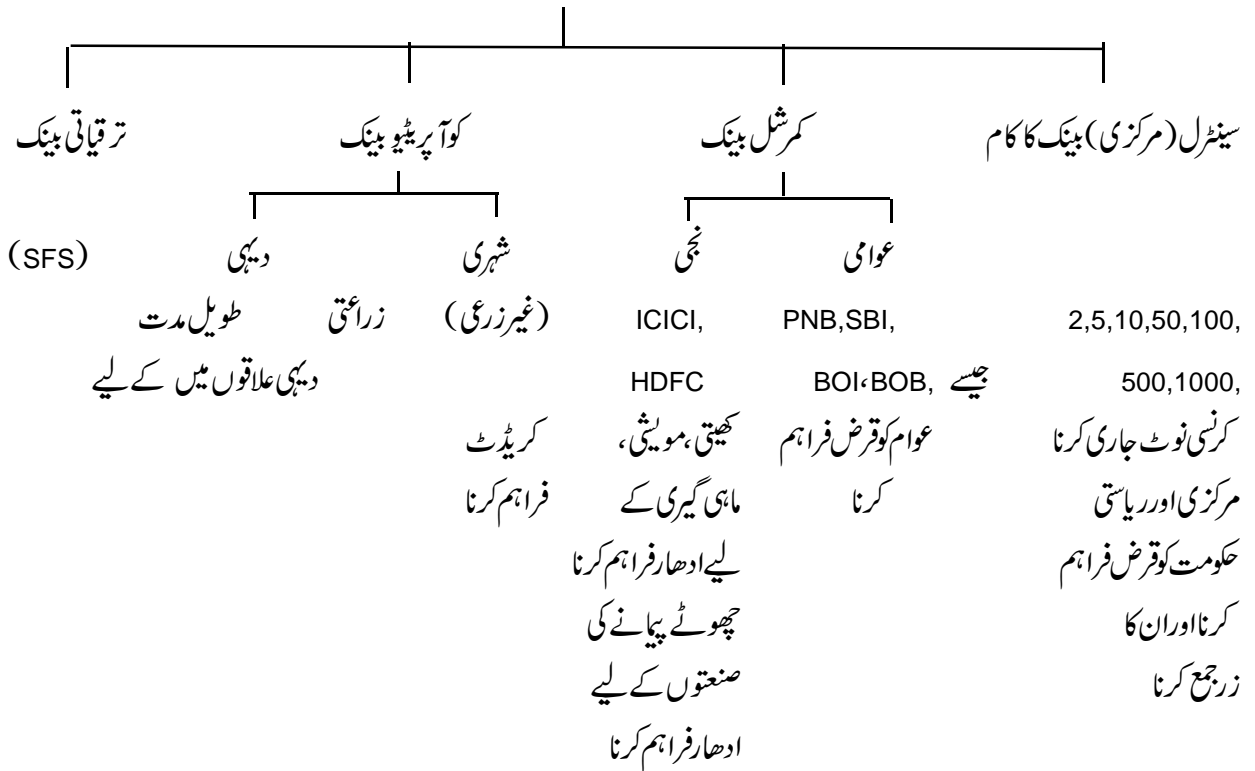 سینٹرل (مرکزی) بینک کا کام کمرشل بینک کوآپریٹیو بینک ترقیاتی بینک
عوامی نجی شہری دیہی (SFS)
2,5,10,50,100, PNB,SBI, ICICI, (غیرزرعی) زراعتی طویل مدت
500,1000, جیسے BOI،BOB, HDFC دیہی علاقوں میں کے لیے
کرنسی نوٹ جاری کرنا عوام کو قرض فراہم کھیتی، مویشی، کریڈٹ
مرکزی اور ریاستی کرنا ماہی گیری کے فراہم کرنا
حکومت کو قرض فراہم لیے ادھار فراہم کرنا
کرنا اور ان کا چھوٹے پیمانے کی
زر جمع کرنا صنعتوں کے لیے
ادھار فراہم کرنا